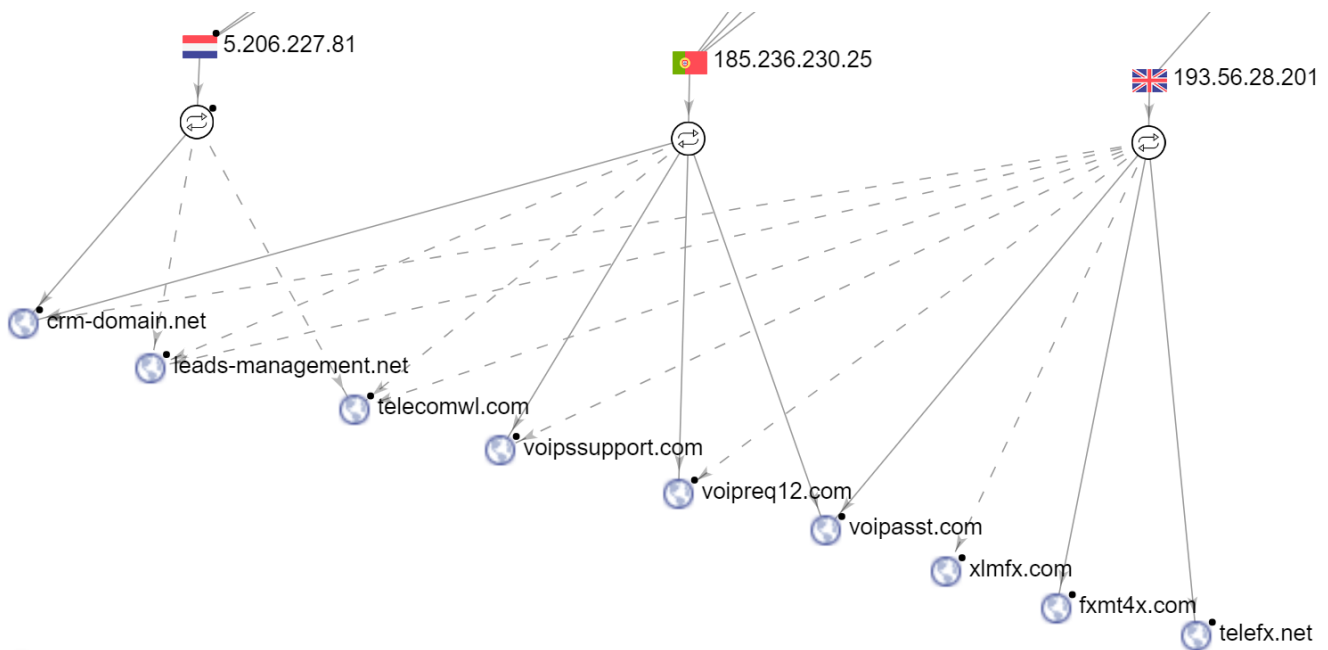 5.206.227.81
185.236.230.25
193.56.28.201
crm-domain.net
leads-management.net
telecomwl.com
voipssupport.com
voipreq12.com
voipasst.com
xlmfx.com
fxmt4x.com
telefx.net